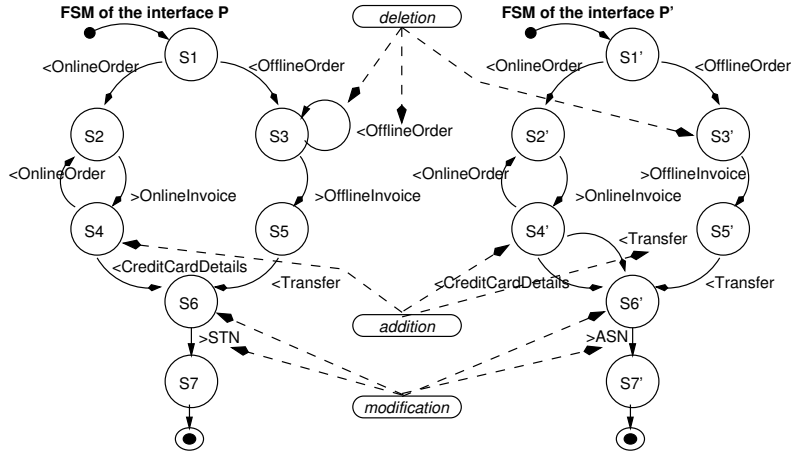 FSM of the interface P
deletion
FSM of the interface P'
S1
S1'
<OnlineOrder
<OfflineOrder
<OnlineOrder
<OfflineOrder
S2
S3
<OfflineOrder
S2'
S3'
<OnlineOrder
>OnlineInvoice
>OfflineInvoice
<OnlineOrder
>OnlineInvoice
>OfflineInvoice
S4
S5
S4'
S5'
<Transfer
<CreditCardDetails
<Transfer
<CreditCardDetails
<Transfer
S6
S6'
addition
>STN
>ASN
S7
S7'
modification